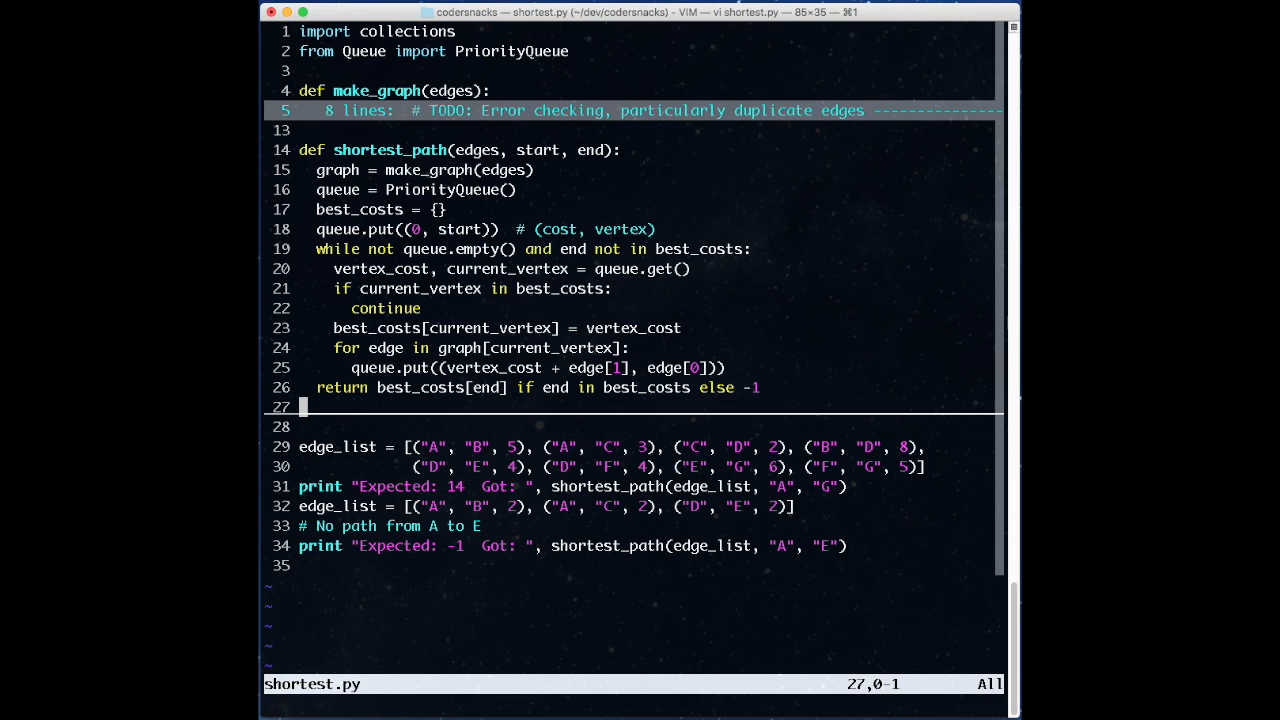 codersnacks — shortest.py (~/dev/codersnacks) - VIM — vi shortest.py — 85×35 — ⌘1
1 import collections
2 from Queue import PriorityQueue
3
4 def make_graph(edges):
5    8 lines:  # TODO: Error checking, particularly duplicate edges ---------------
13
14 def shortest_path(edges, start, end):
15   graph = make_graph(edges)
16   queue = PriorityQueue()
17   best_costs = {}
18   queue.put((0, start))  # (cost, vertex)
19   while not queue.empty() and end not in best_costs:
20     vertex_cost, current_vertex = queue.get()
21     if current_vertex in best_costs:
22       continue
23     best_costs[current_vertex] = vertex_cost
24     for edge in graph[current_vertex]:
25       queue.put((vertex_cost + edge[1], edge[0]))
26   return best_costs[end] if end in best_costs else -1
27
28
29 edge_list = [("A", "B", 5), ("A", "C", 3), ("C", "D", 2), ("B", "D", 8),
30              ("D", "E", 4), ("D", "F", 4), ("E", "G", 6), ("F", "G", 5)]
31 print "Expected: 14  Got: ", shortest_path(edge_list, "A", "G")
32 edge_list = [("A", "B", 2), ("A", "C", 2), ("D", "E", 2)]
33 # No path from A to E
34 print "Expected: -1  Got: ", shortest_path(edge_list, "A", "E")
35
~
~
~
~
~
shortest.py 27,0-1 All